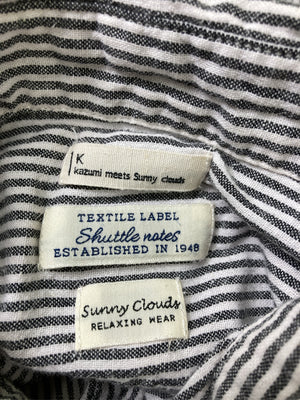 K
kazumi meets Sunny clouds
TEXTILE LABEL
Shuttle notes
ESTABLISHED IN 1948
Sunny Clouds
RELAXING WEAR